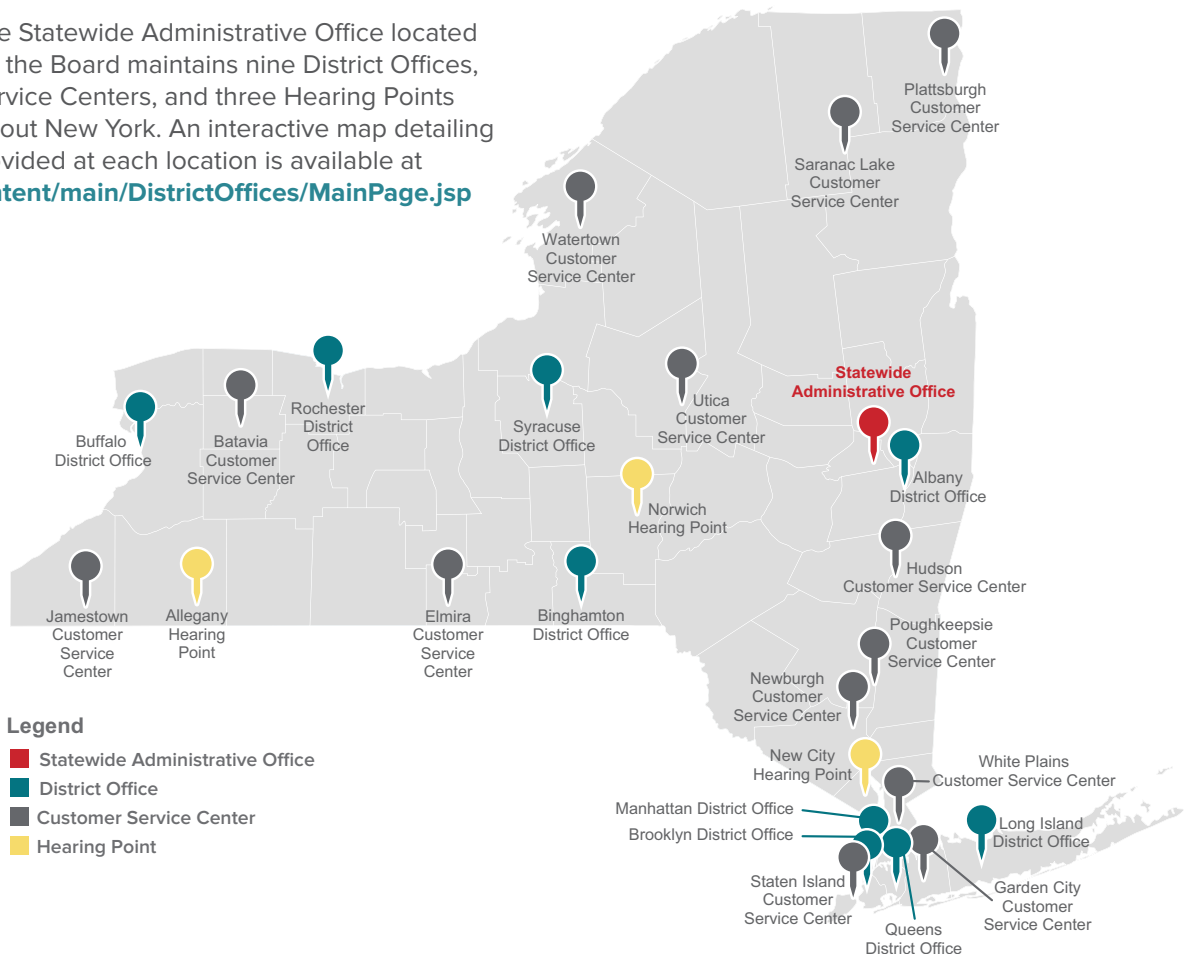 e Statewide Administrative Office located
the Board maintains nine District Offices,
rvice Centers, and three Hearing Points
out New York. An interactive map detailing
ovided at each location is available at
ntent/main/DistrictOffices/MainPage.jsp
Plattsburgh
Customer
Service Center
Saranac Lake
Customer
Service Center
Watertown
Customer
Service Center
Statewide
Administrative Office
Buffalo
District Office
Batavia
Customer
Service Center
Rochester
District
Office
Syracuse
District Office
Utica
Customer
Service Center
Albany
District Office
Norwich
Hearing Point
Hudson
Customer Service Center
Jamestown
Customer
Service
Center
Allegany
Hearing
Point
Elmira
Customer
Service
Center
Binghamton
District Office
Poughkeepsie
Customer
Service Center
Newburgh
Customer
Service Center
New City
Hearing Point
White Plains
Customer Service Center
Manhattan District Office
Brooklyn District Office
Long Island
District Office
Staten Island
Customer
Service Center
Garden City
Customer
Service Center
Queens
District Office
Legend
Statewide Administrative Office
District Office
Customer Service Center
Hearing Point